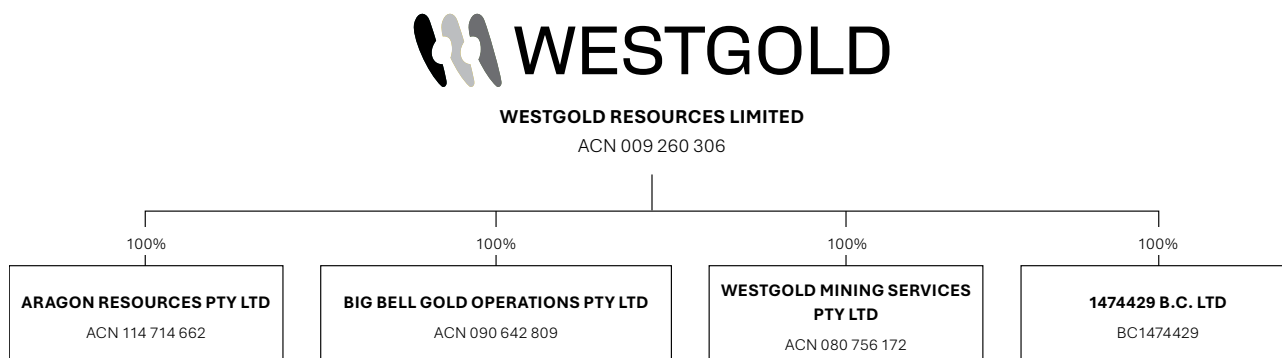 WESTGOLD
WESTGOLD RESOURCES LIMITED
ACN 009 260 306
100%
100%
100%
100%
ARAGON RESOURCES PTY LTD
ACN 114 714 662
BIG BELL GOLD OPERATIONS PTY LTD
ACN 090 642 809
WESTGOLD MINING SERVICES
PTY LTD
ACN 080 756 172
1474429 B.C. LTD
BC1474429